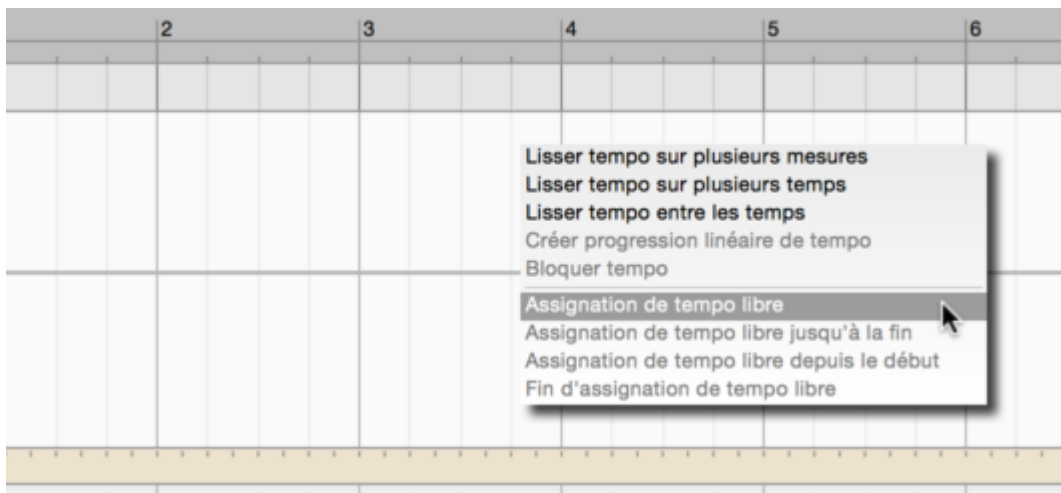 2 3 4 5 6
Lisser tempo sur plusieurs mesures
Lisser tempo sur plusieurs temps
Lisser tempo entre les temps
Créer progression linéaire de tempo
Bloquer tempo
Assignation de tempo libre
Assignation de tempo libre jusqu'à la fin
Assignation de tempo libre depuis le début
Fin d'assignation de tempo libre